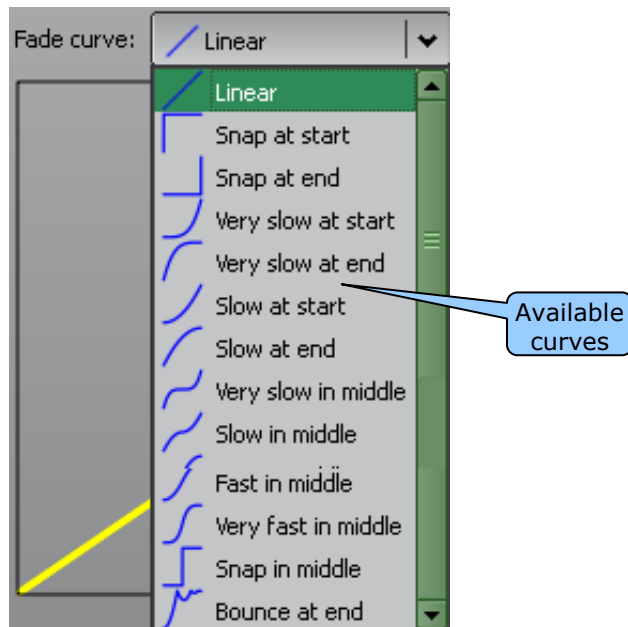 Fade curve: Linear
Linear
Snap at start
Snap at end
Very slow at start
Very slow at end
Slow at start
Slow at end
Very slow in middle
Slow in middle
Fast in middle
Very fast in middle
Snap in middle
Bounce at end
Available
curves